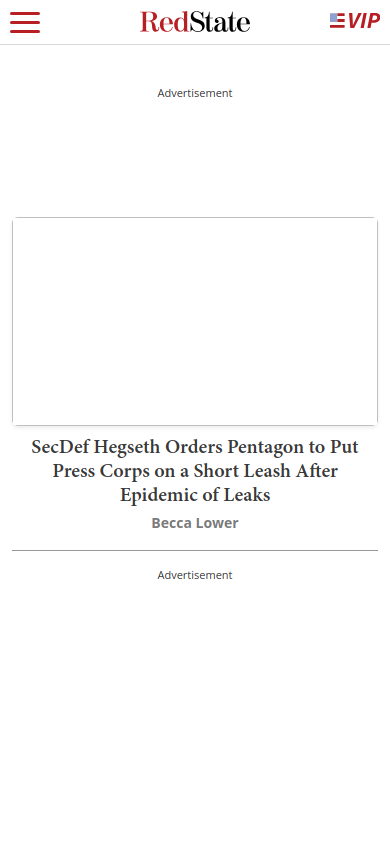 RedState
VIP
Advertisement
SecDef Hegseth Orders Pentagon to Put
Press Corps on a Short Leash After
Epidemic of Leaks
Becca Lower
Advertisement